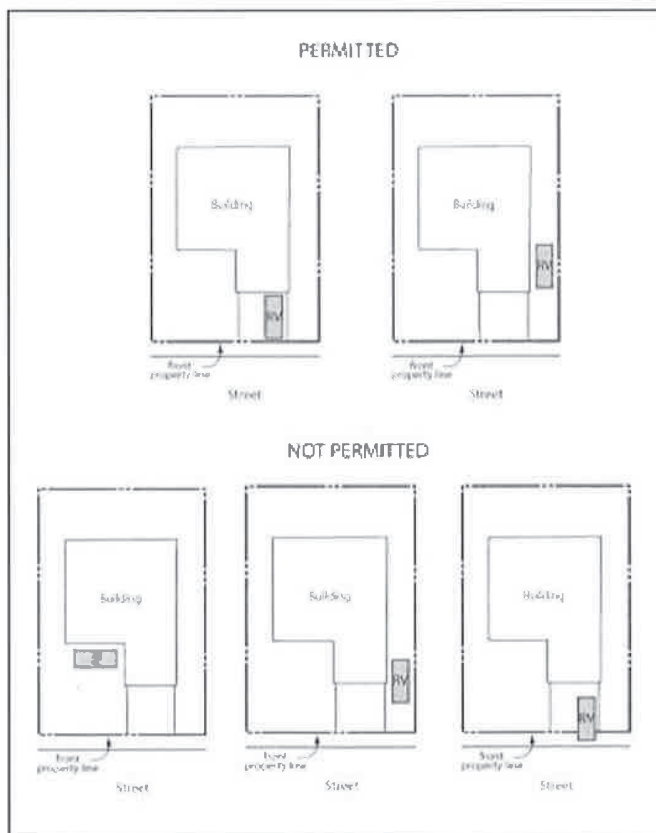 PERMITTED
Building
Building
RV
RV
front
property line
front
property line
Street
Street
NOT PERMITTED
Building
Building
Building
RV
RV
front
property line
front
property line
front
property line
Street
Street
Street